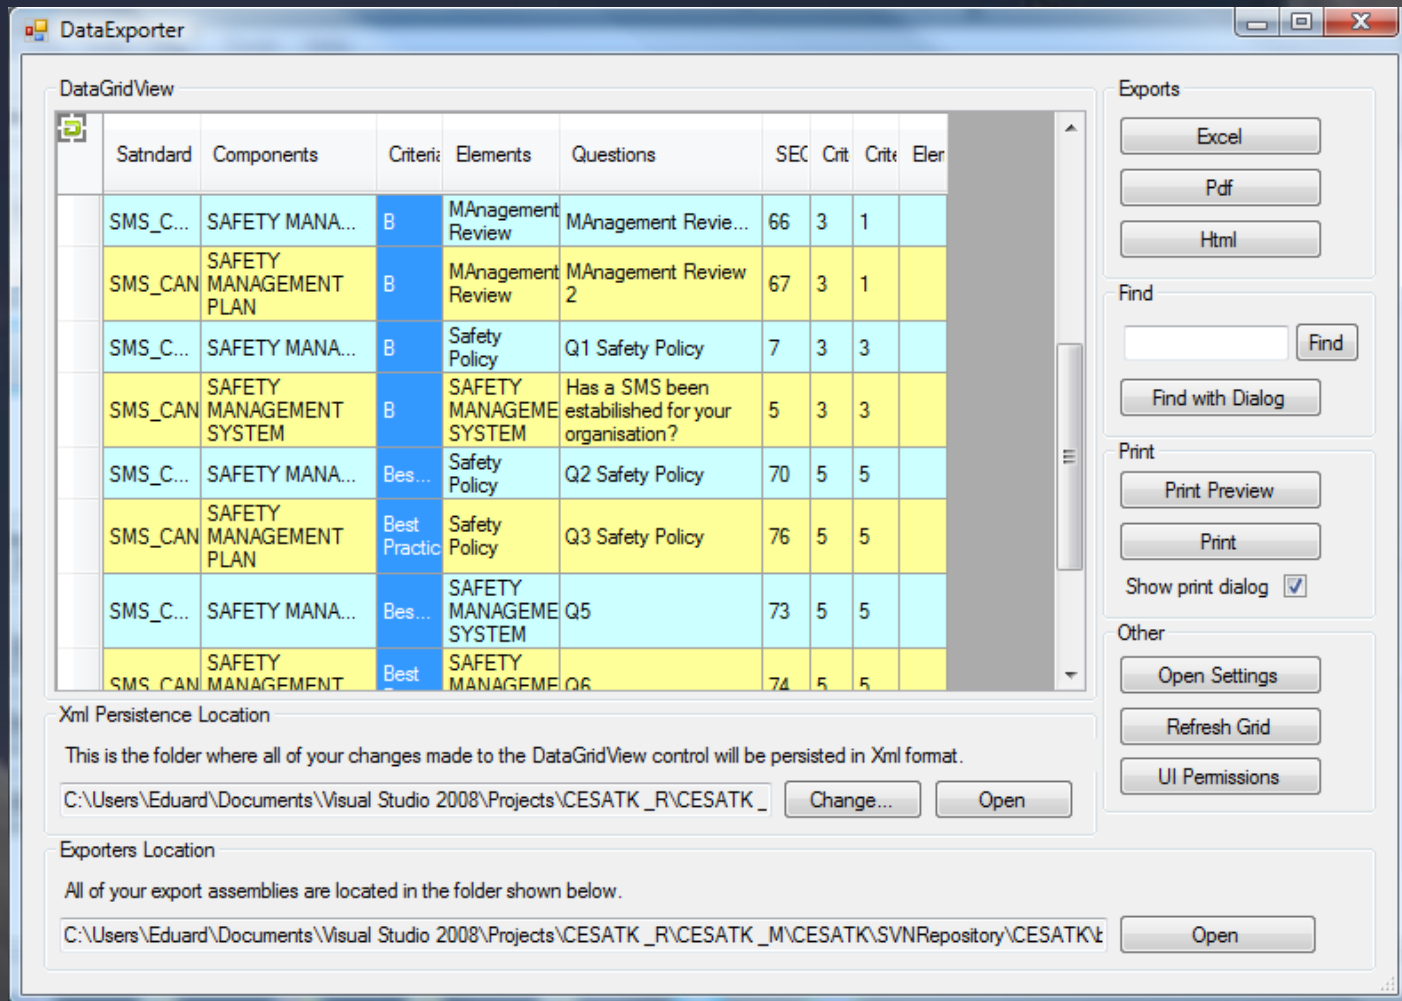 DataExporter
DataGridView
Satndard Components Criteria Elements Questions SEC Crit Crite Elem
SMS_C... SAFETY MANA... B MAnagement Review MAnagement Revie... 66 3 1
SMS_CAN SAFETY MANAGEMENT PLAN B MAnagement Review MAnagement Review 2 67 3 1
SMS_C... SAFETY MANA... B Safety Policy Q1 Safety Policy 7 3 3
SMS_CAN SAFETY MANAGEMENT SYSTEM B SAFETY MANAGEME SYSTEM Has a SMS been estabilished for your organisation? 5 3 3
SMS_C... SAFETY MANA... Bes... Safety Policy Q2 Safety Policy 70 5 5
SMS_CAN SAFETY MANAGEMENT PLAN Best Practic Safety Policy Q3 Safety Policy 76 5 5
SMS_C... SAFETY MANA... Bes... SAFETY MANAGEME SYSTEM Q5 73 5 5
SMS_CAN SAFETY MANAGEMENT Best SAFETY MANAGEME Q6 74 5 5
Xml Persistence Location
This is the folder where all of your changes made to the DataGridView control will be persisted in Xml format.
C:\Users\Eduard\Documents\Visual Studio 2008\Projects\CESATK _R\CESATK _ Change... Open
Exporters Location
All of your export assemblies are located in the folder shown below.
C:\Users\Eduard\Documents\Visual Studio 2008\Projects\CESATK _R\CESATK _M\CESATK\SVNRepository\CESATK\b Open
Exports
Excel
Pdf
Html
Find
Find
Find with Dialog
Print
Print Preview
Print
Show print dialog
Other
Open Settings
Refresh Grid
UI Permissions